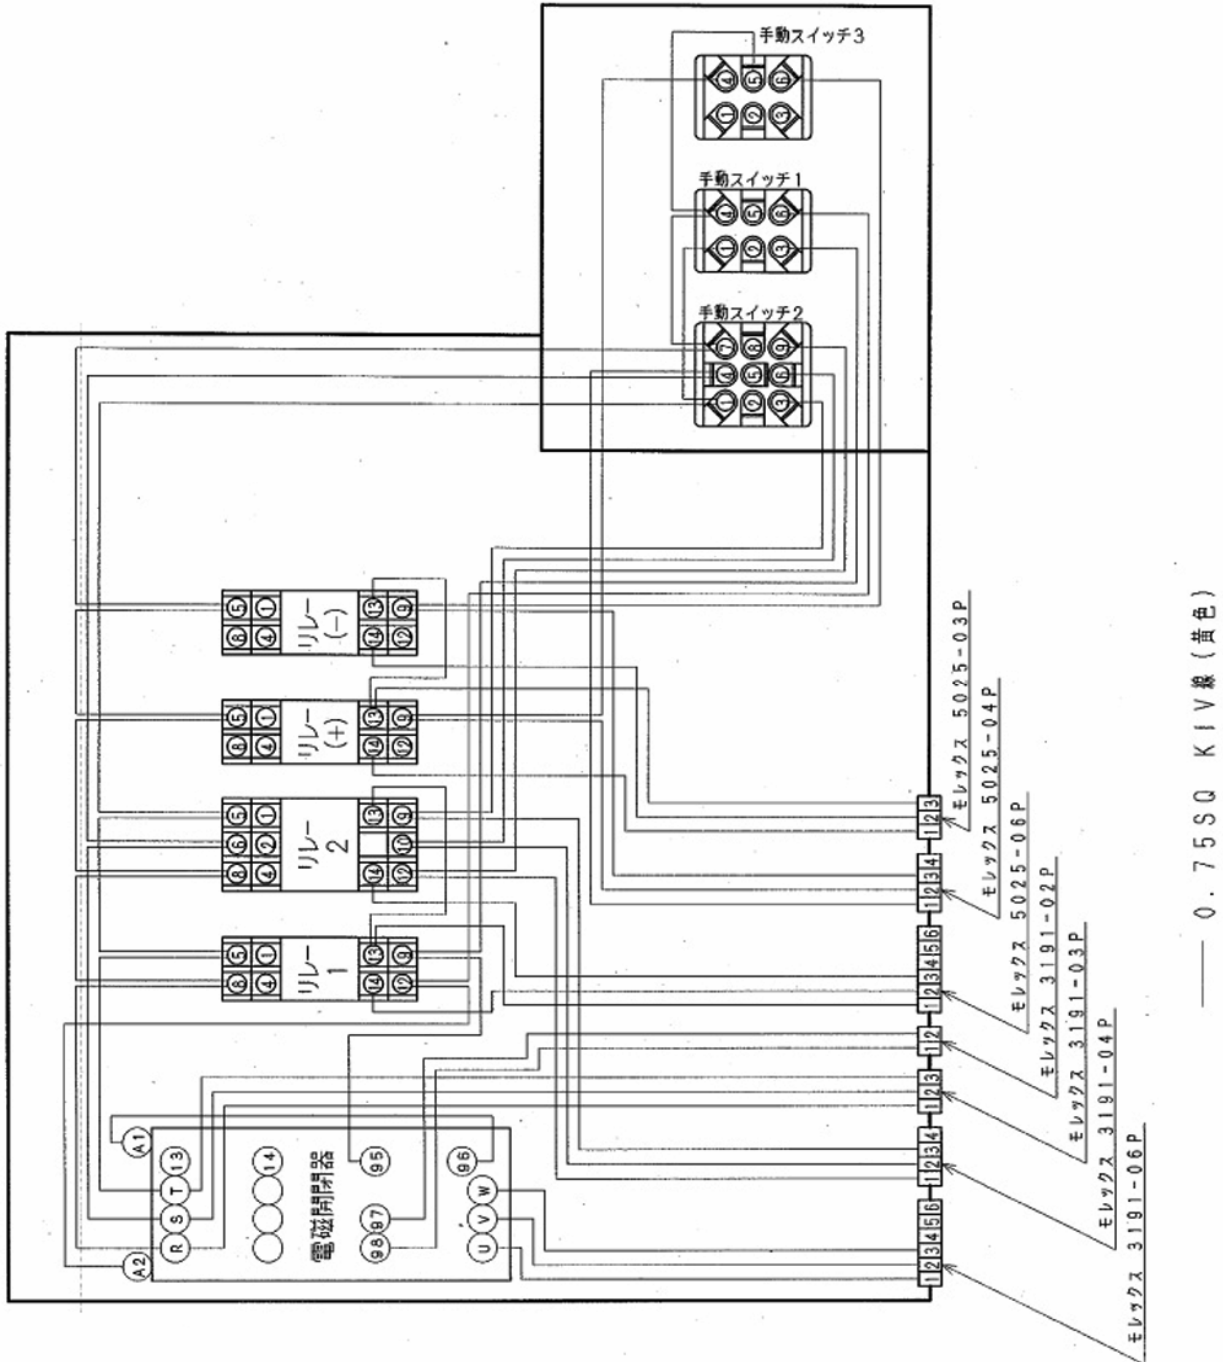 手動スイッチ3
④ ⑤ ⑥
① ② ③
手動スイッチ1
④ ⑤ ⑥
① ② ③
手動スイッチ2
⑦ ⑧ ⑨
④ ⑤ ⑥
① ② ③
⑤ ① リレー ⑬ ⑨
⑧ ④ (-) ⑭ ⑫
⑤ ① リレー ⑬ ⑨
⑧ ④ (+) ⑭ ⑫
⑤ ① リレー ⑬ ⑨
⑥ ② 2 ⑩
⑧ ④ ⑭ ⑫
⑤ ① リレー ⑬ ⑨
⑧ ④ 1 ⑭ ⑫
A1
13 14 95 96
T W
S 97 V
R 98 U
A2
電磁開閉器
1 2 3
モレックス 5025-03P
1 2 3 4
モレックス 5025-04P
1 2 3 4 5 6
モレックス 5025-06P
1 2
モレックス 3191-02P
1 2 3
モレックス 3191-03P
1 2 3 4
モレックス 3191-04P
1 2 3 4 5 6
モレックス 3191-06P
0.75SQ KIV線(黄色)